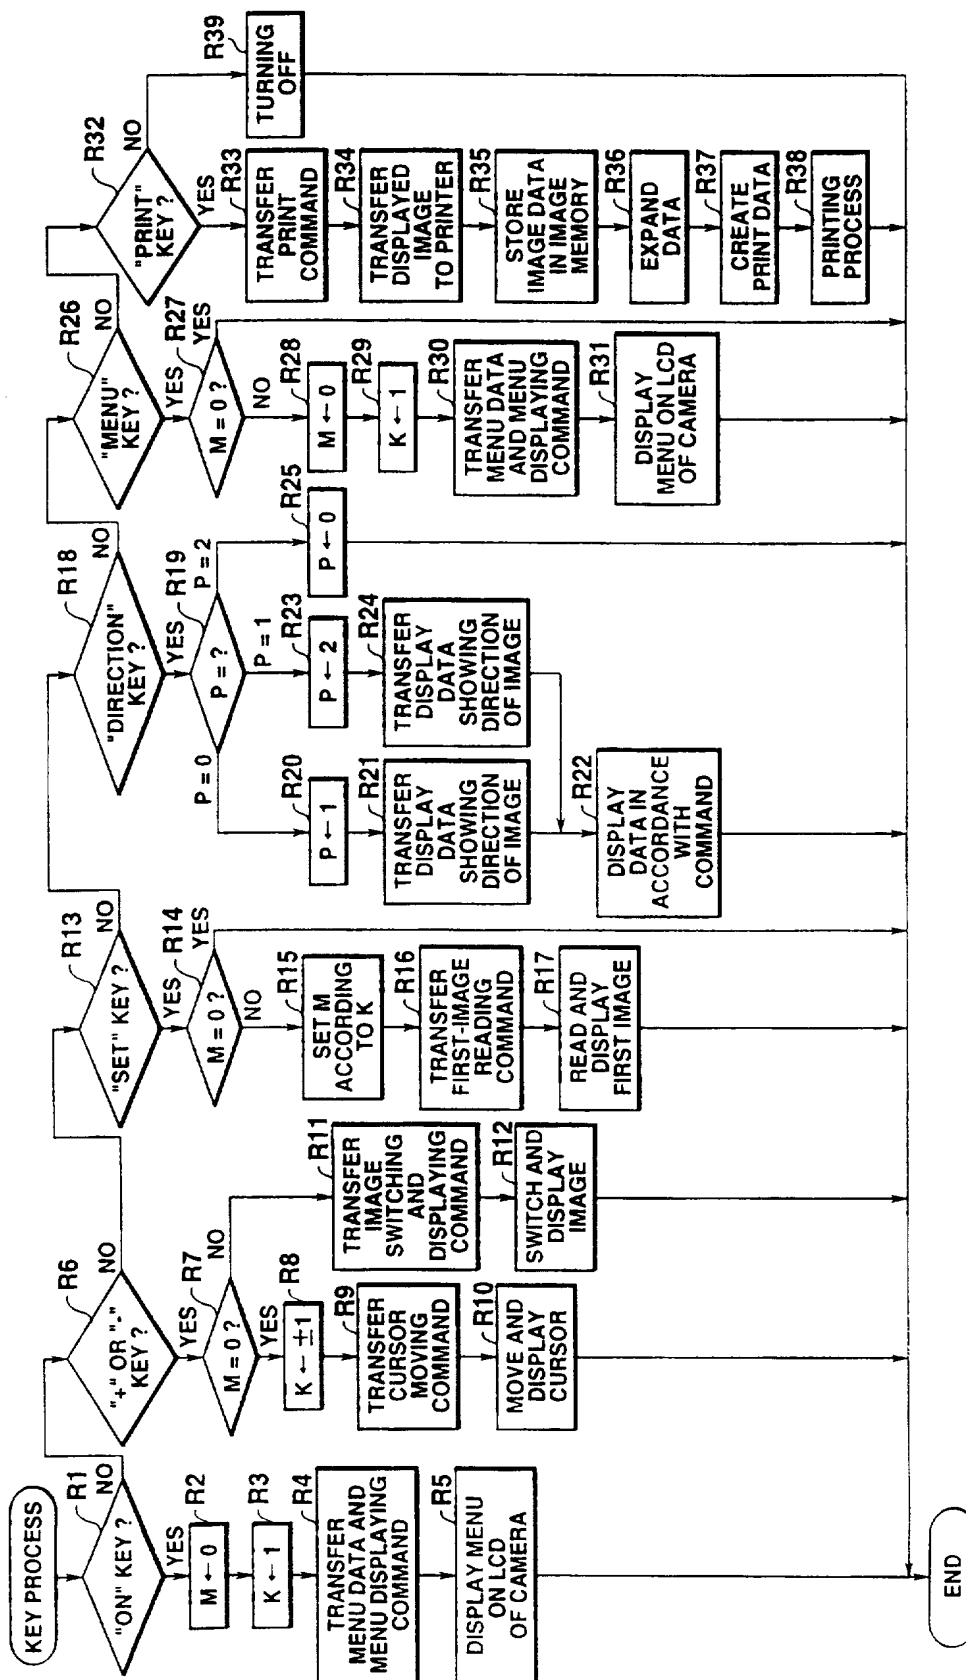 KEY PROCESS
R1
"ON" KEY ?
NO
YES
R2
M ← 0
R3
K ← 1
R4
TRANSFER
MENU DATA AND
MENU DISPLAYING
COMMAND
R5
DISPLAY MENU
ON LCD
OF CAMERA
R6
"+" OR "-"
KEY ?
NO
YES
R7
M = 0 ?
NO
YES
R8
K ← ±1
R9
TRANSFER
CURSOR
MOVING
COMMAND
R10
MOVE AND
DISPLAY
CURSOR
R11
TRANSFER
IMAGE
SWITCHING
AND
DISPLAYING
COMMAND
R12
SWITCH AND
DISPLAY
IMAGE
R13
"SET" KEY ?
NO
YES
R14
M = 0 ?
YES
NO
R15
SET M
ACCORDING
TO K
R16
TRANSFER
FIRST-IMAGE
READING
COMMAND
R17
READ AND
DISPLAY
FIRST IMAGE
R18
"DIRECTION"
KEY ?
NO
YES
R19
P = ?
P = 0
P = 1
P = 2
R20
P ← 1
R21
TRANSFER
DISPLAY
DATA
SHOWING
DIRECTION
OF IMAGE
R22
DISPLAY
DATA IN
ACCORDANCE
WITH
COMMAND
R23
P ← 2
R24
TRANSFER
DISPLAY
DATA
SHOWING
DIRECTION
OF IMAGE
R25
P ← 0
R26
"MENU"
KEY ?
NO
YES
R27
M = 0 ?
YES
NO
R28
M ← 0
R29
K ← 1
R30
TRANSFER
MENU DATA
AND MENU
DISPLAYING
COMMAND
R31
DISPLAY
MENU ON LCD
OF CAMERA
R32
"PRINT"
KEY ?
NO
YES
R33
TRANSFER
PRINT
COMMAND
R34
TRANSFER
DISPLAYED
IMAGE
TO PRINTER
R35
STORE
IMAGE DATA
IN IMAGE
MEMORY
R36
EXPAND
DATA
R37
CREATE
PRINT DATA
R38
PRINTING
PROCESS
R39
TURNING
OFF
END